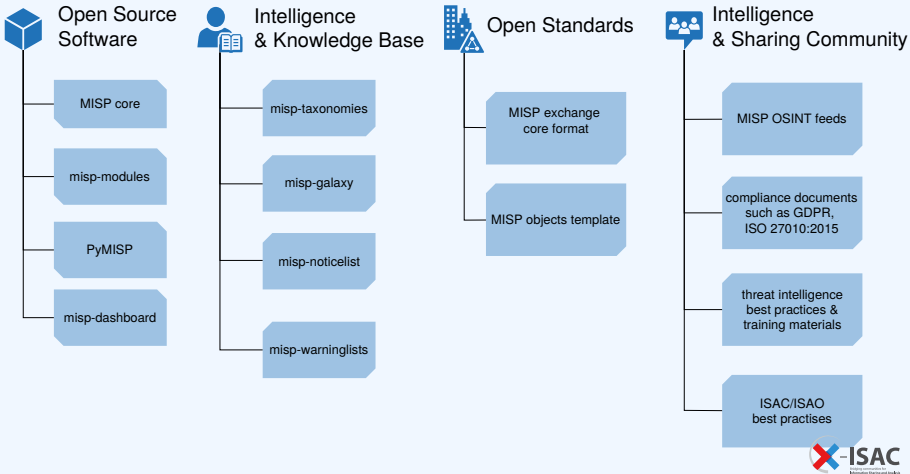 Open Source
Software
MISP core
misp-modules
PyMISP
misp-dashboard
Intelligence
& Knowledge Base
misp-taxonomies
misp-galaxy
misp-noticelist
misp-warninglists
Open Standards
MISP exchange
core format
MISP objects template
Intelligence
& Sharing Community
MISP OSINT feeds
compliance documents
such as GDPR,
ISO 27010:2015
threat intelligence
best practices &
training materials
ISAC/ISAO
best practises
X-ISAC